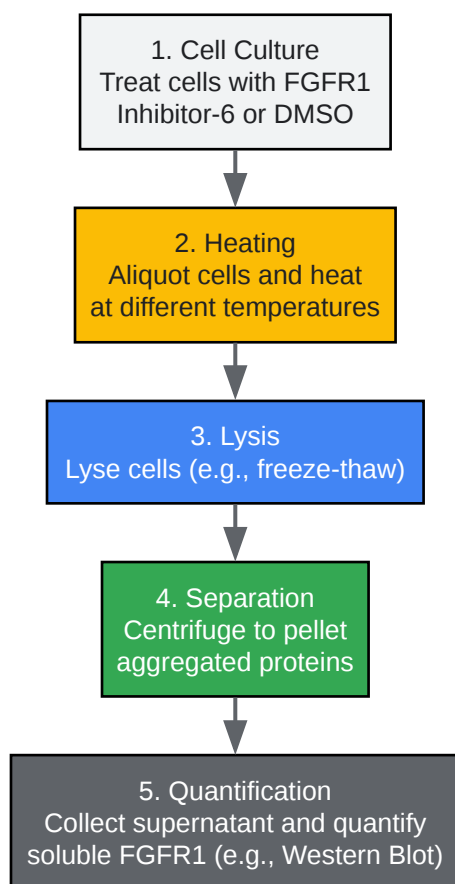 1. Cell Culture
Treat cells with FGFR1
Inhibitor-6 or DMSO
2. Heating
Aliquot cells and heat
at different temperatures
3. Lysis
Lyse cells (e.g., freeze-thaw)
4. Separation
Centrifuge to pellet
aggregated proteins
5. Quantification
Collect supernatant and quantify
soluble FGFR1 (e.g., Western Blot)